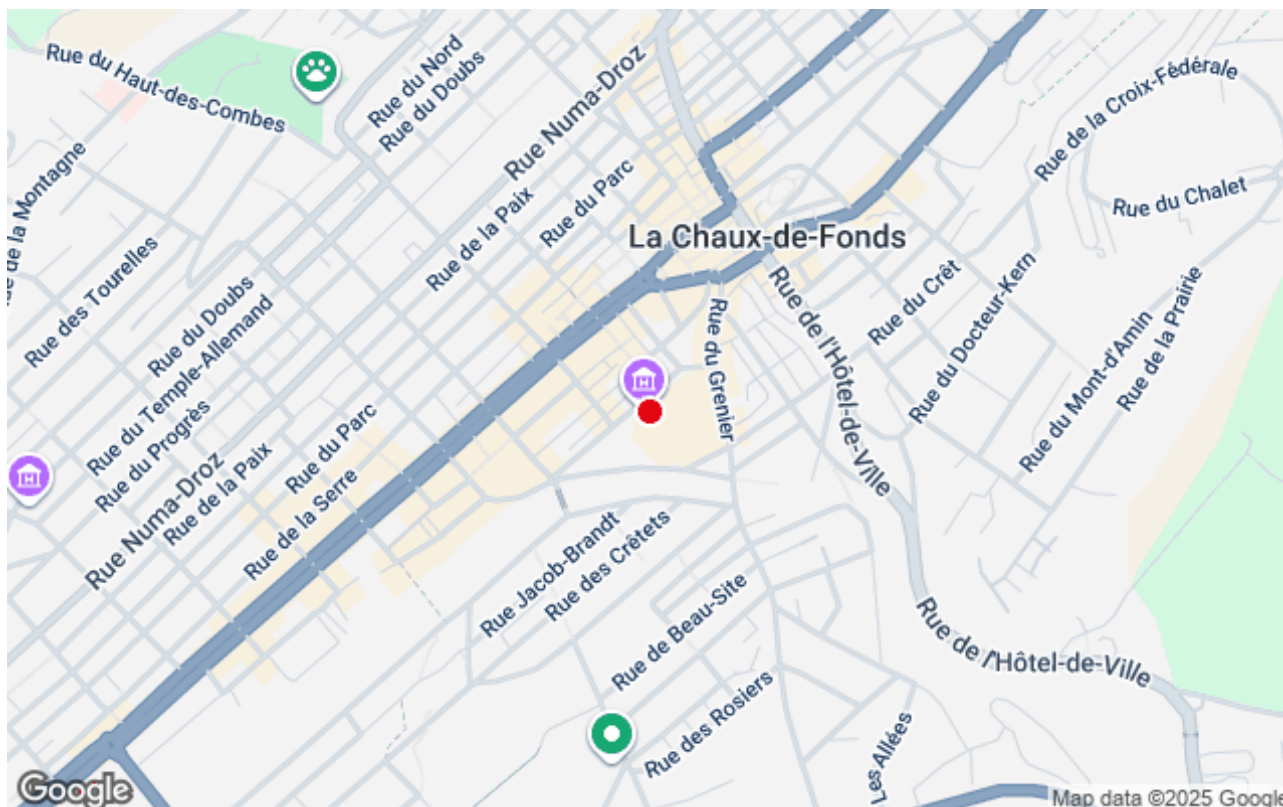 Rue du Haut-des-Combes
Rue du Nord
Rue du Doubs
Rue Numa-Droz
Rue de la Croix-Fédérale
Rue du Chalet
de la Montagne
Rue de la Paix
Rue du Parc
La Chaux-de-Fonds
Rue des Tourelles
Rue du Doubs
Rue du Temple-Allemand
Rue du Progrès
Rue Numa-Droz
Rue de la Paix
Rue du Parc
Rue de la Serre
Rue du Grenier
Rue de l'Hôtel-de-Ville
Rue du Crêt
Rue du Docteur-Kern
Rue du Mont-d'Amin
Rue de la Prairie
Rue Jacob-Brandt
Rue des Crêtets
Rue de Beau-Site
Rue des Rosiers
Rue de l'Hôtel-de-Ville
Les Allées
Google
Map data ©2025 Google